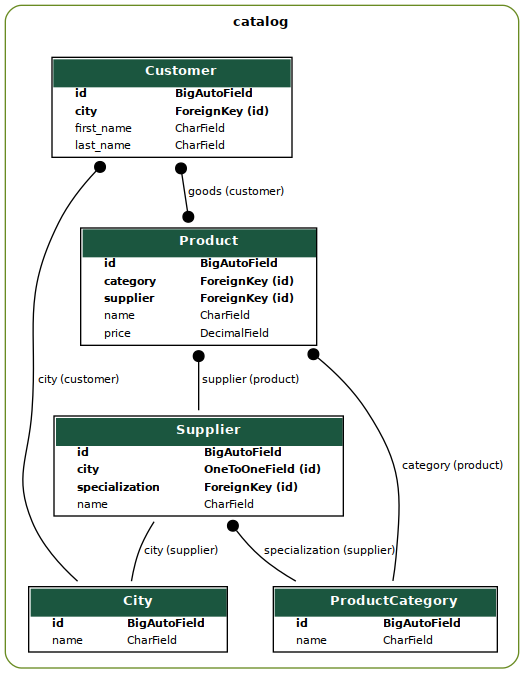 catalog
Customer
id BigAutoField
city ForeignKey (id)
first_name CharField
last_name CharField
goods (customer)
Product
id BigAutoField
category ForeignKey (id)
supplier ForeignKey (id)
name CharField
price DecimalField
city (customer)
supplier (product)
Supplier
id BigAutoField
city OneToOneField (id)
specialization ForeignKey (id)
name CharField
category (product)
city (supplier)
specialization (supplier)
City
id BigAutoField
name CharField
ProductCategory
id BigAutoField
name CharField